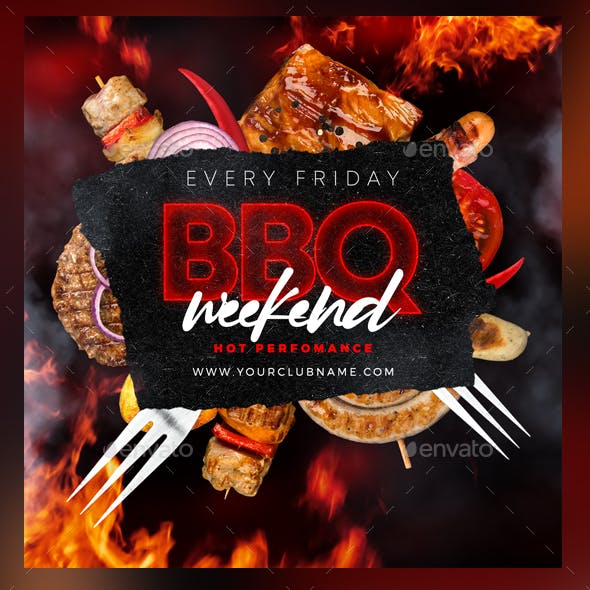 envato
EVERY FRIDAY
BBQ
weekend
HOT PERFOMANCE
WWW.YOURCLUBNAME.COM
envato
envato